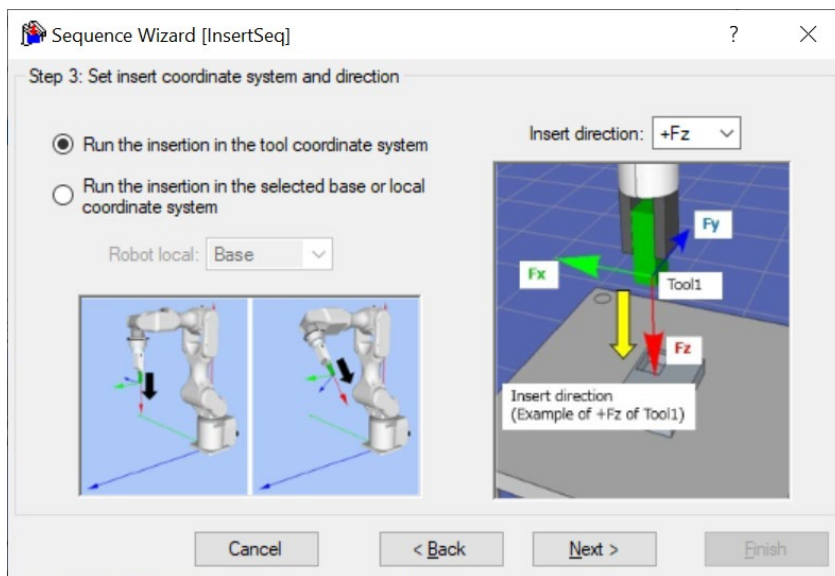 Sequence Wizard [InsertSeq]
?
Step 3: Set insert coordinate system and direction
Run the insertion in the tool coordinate system
Run the insertion in the selected base or local
coordinate system
Robot local: Base
Insert direction: +Fz
Fy
Fx
Tool1
Fz
Insert direction
(Example of +Fz of Tool1)
Cancel
< Back
Next >
Finish